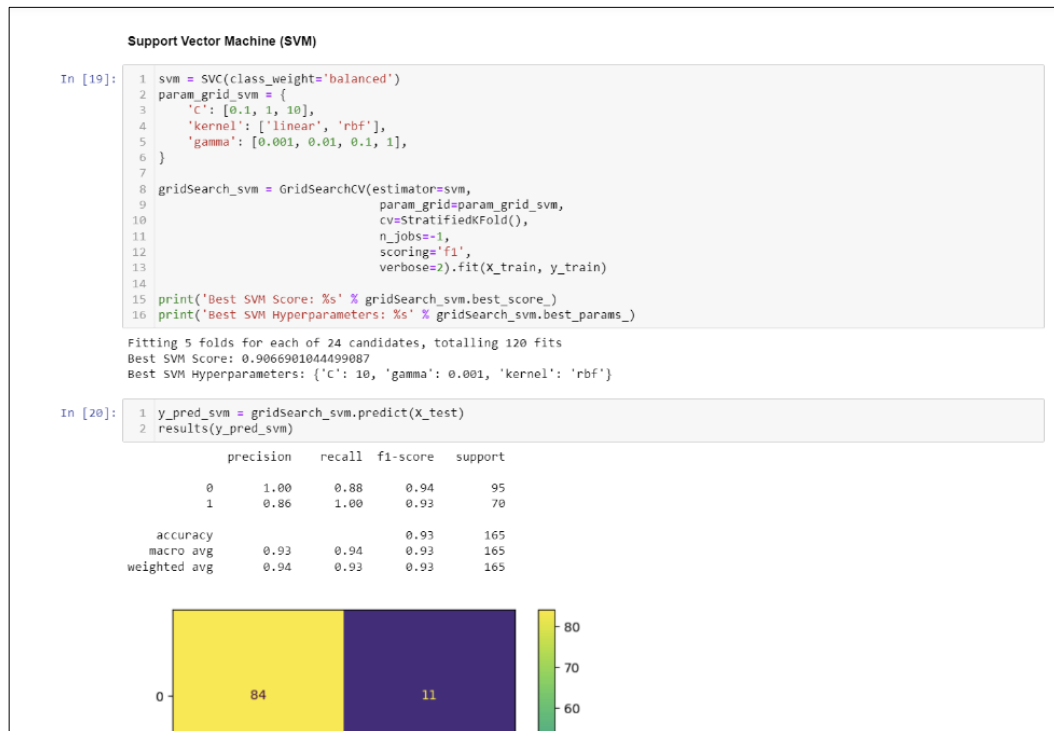 Support Vector Machine (SVM)
In [19]:
1 svm = SVC(class_weight='balanced')
2 param_grid_svm = {
3     'C': [0.1, 1, 10],
4     'kernel': ['linear', 'rbf'],
5     'gamma': [0.001, 0.01, 0.1, 1],
6 }
7
8 gridSearch_svm = GridSearchCV(estimator=svm,
9                               param_grid=param_grid_svm,
10                               cv=StratifiedKFold(),
11                               n_jobs=-1,
12                               scoring='f1',
13                               verbose=2).fit(X_train, y_train)
14
15 print('Best SVM Score: %s' % gridSearch_svm.best_score_)
16 print('Best SVM Hyperparameters: %s' % gridSearch_svm.best_params_)
Fitting 5 folds for each of 24 candidates, totalling 120 fits
Best SVM Score: 0.9066901044499087
Best SVM Hyperparameters: {'C': 10, 'gamma': 0.001, 'kernel': 'rbf'}
In [20]:
1 y_pred_svm = gridSearch_svm.predict(X_test)
2 results(y_pred_svm)
precision recall f1-score support
0 1.00 0.88 0.94 95
1 0.86 1.00 0.93 70
accuracy 0.93 165
macro avg 0.93 0.94 0.93 165
weighted avg 0.94 0.93 0.93 165
80
70
0 84 11
60